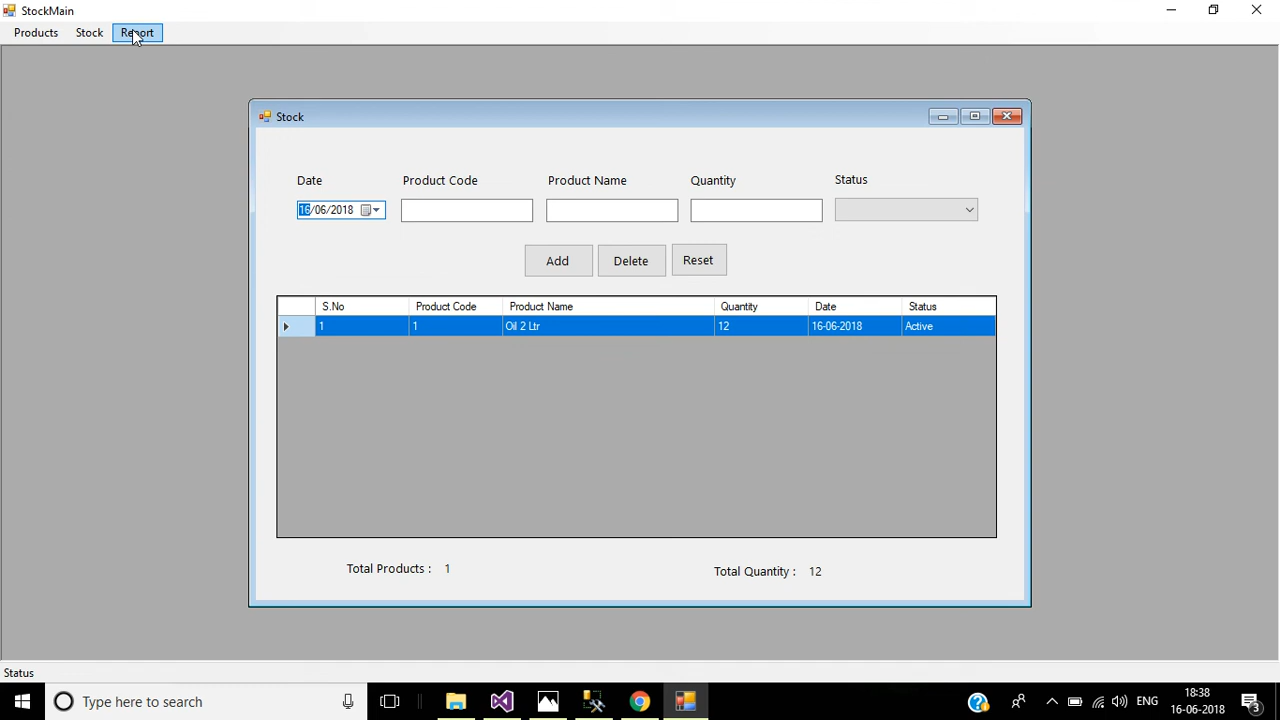 StockMain
Products Stock Report
Stock
Date Product Code Product Name Quantity Status
16/06/2018
Add Delete Reset
S.No Product Code Product Name Quantity Date Status
1 1 Oil 2 Ltr 12 16-06-2018 Active
Total Products : 1 Total Quantity : 12
Status
Type here to search
ENG
18:38
16-06-2018
3